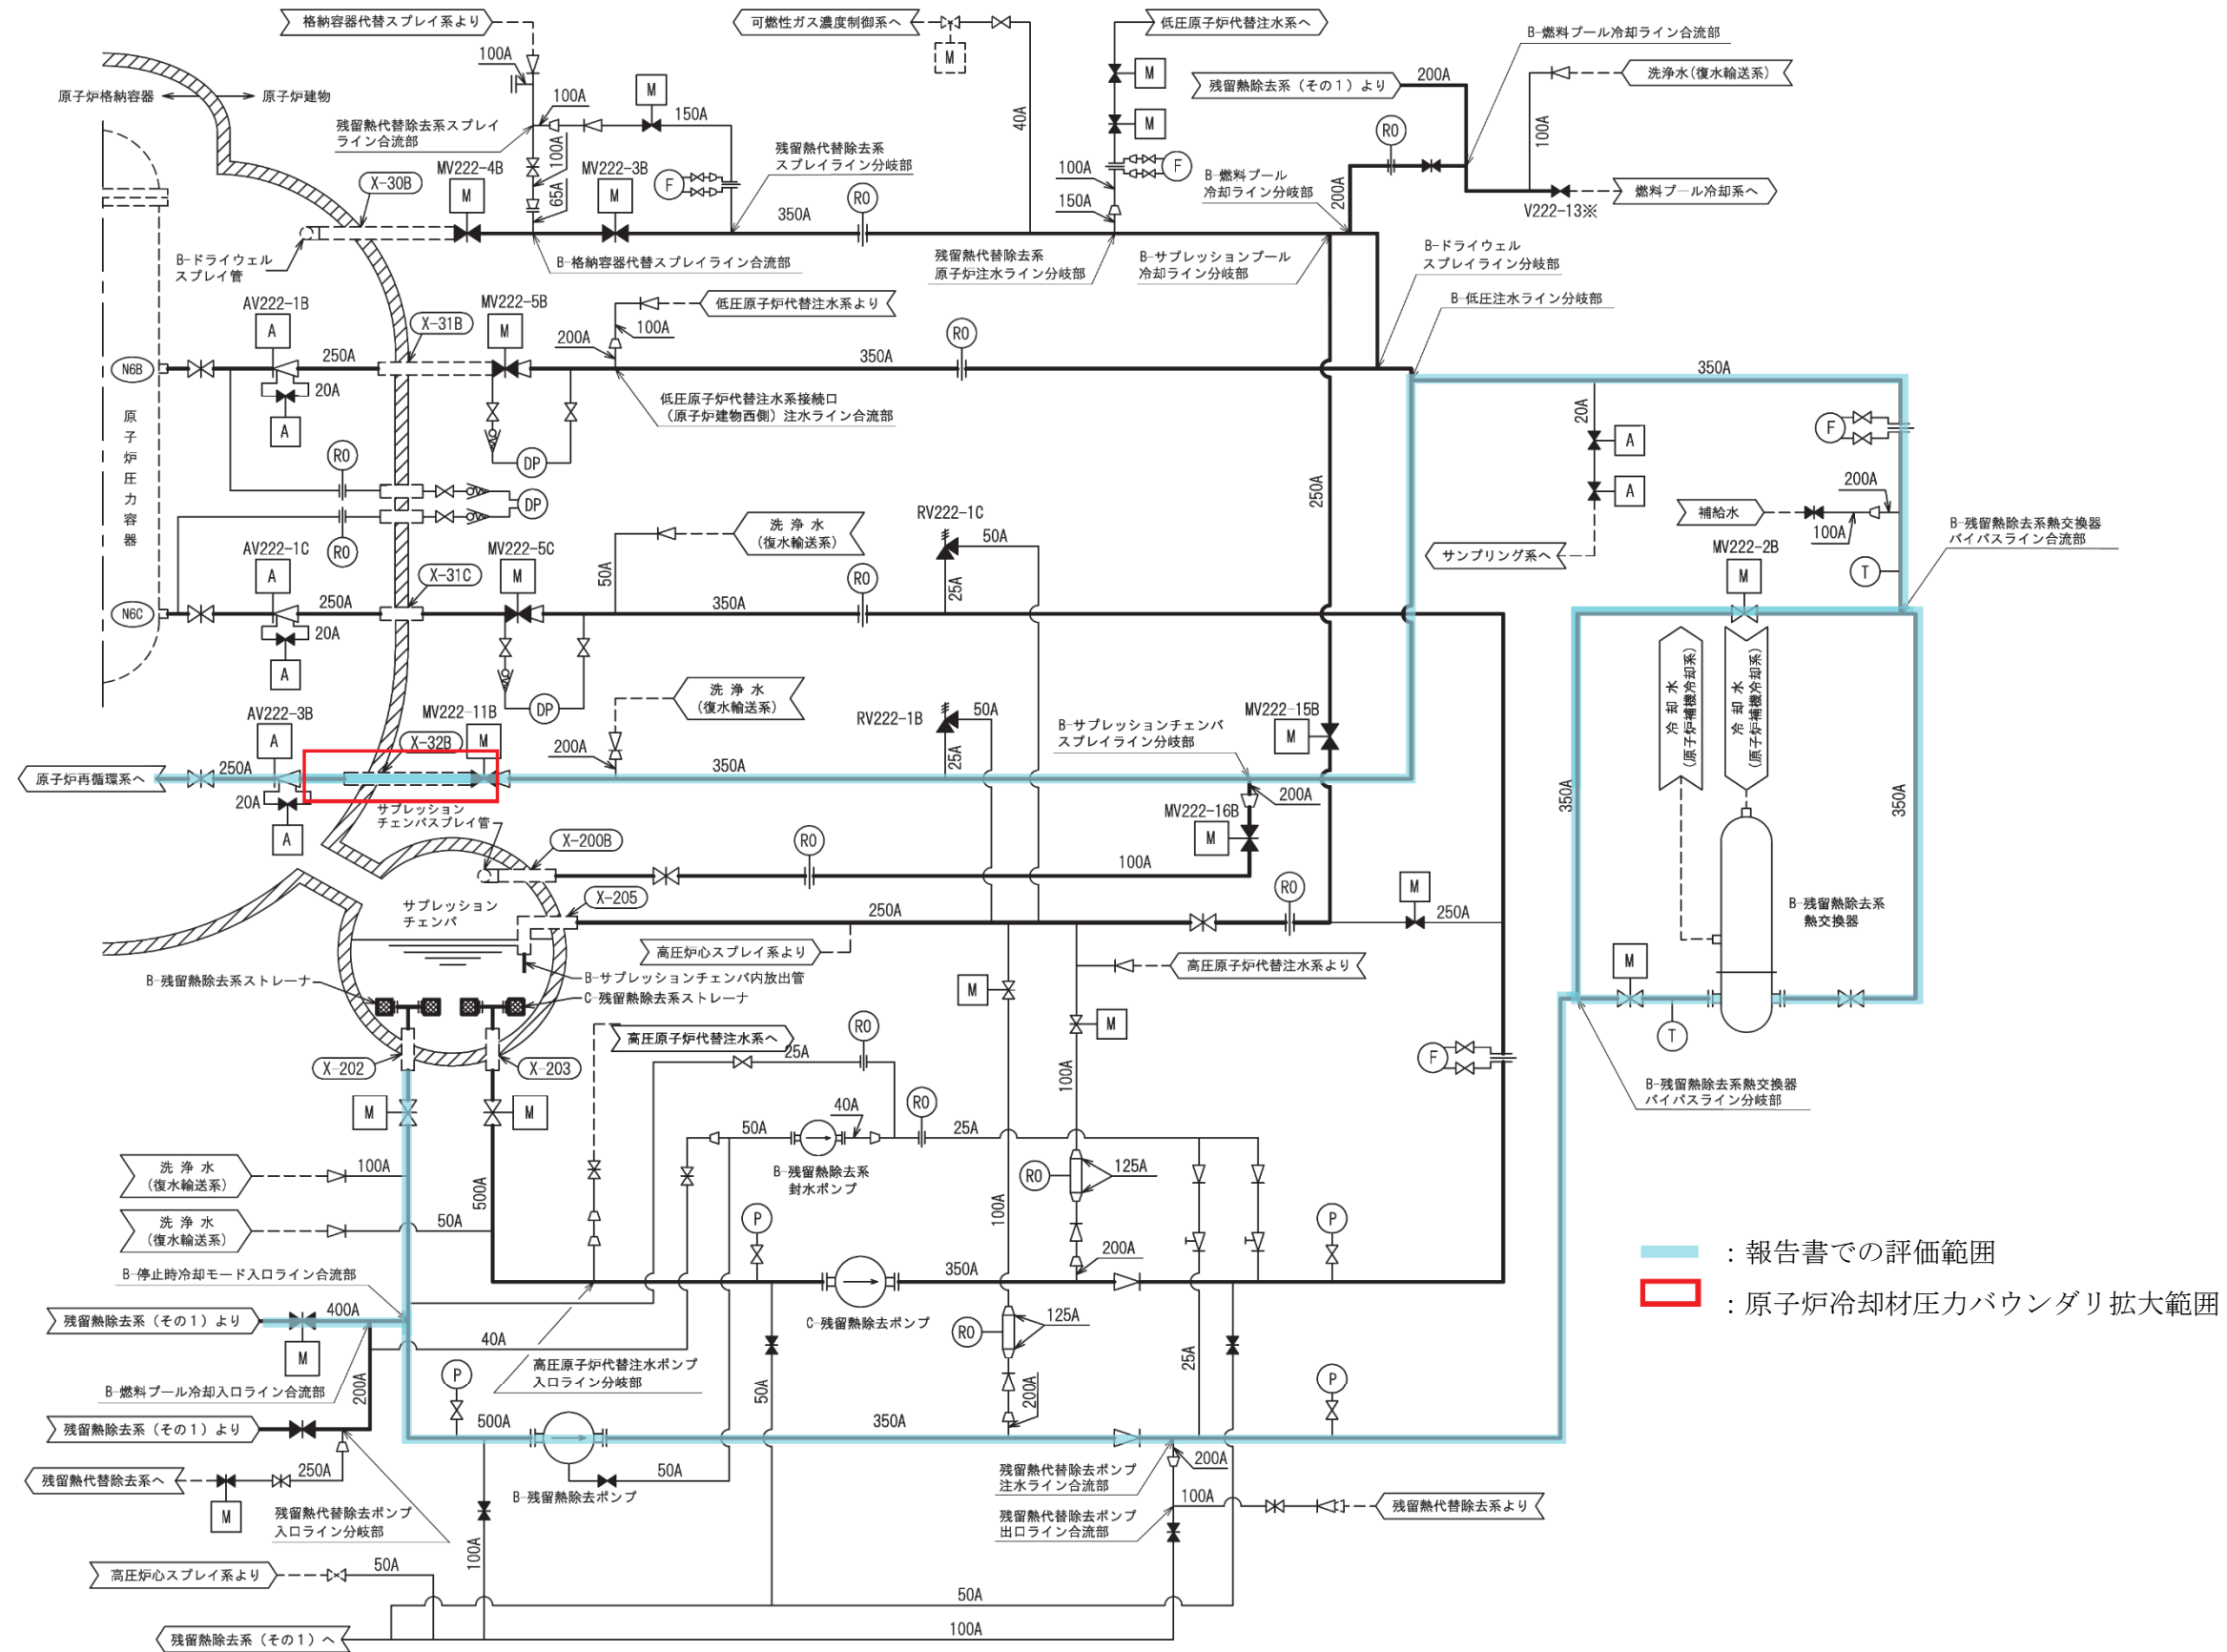 格納容器代替スプレイ系より
可燃性ガス濃度制御系へ
M
低圧原子炉代替注水系へ
B-燃料プール冷却ライン合流部
100A
M
M
残留熱除去系(その1)より
200A
洗浄水(復水輸送系)
原子炉格納容器
原子炉建物
100A
M
150A
40A
M
RO
100A
残留熱代替除去系スプレイ
ライン合流部
100A
MV222-4B
MV222-3B
残留熱代替除去系
スプレイライン分岐部
100A
F
B-燃料プール
冷却ライン分岐部
200A
燃料プール冷却系へ
V222-13※
X-30B
M
65A
M
F
RO
350A
150A
B-ドライウェル
スプレイ管
B-格納容器代替スプレイライン合流部
残留熱代替除去系
原子炉注水ライン分岐部
B-サプレッションプール
冷却ライン分岐部
B-ドライウェル
スプレイライン分岐部
B-低圧注水ライン分岐部
AV222-1B
A
X-31B
MV222-5B
M
低圧原子炉代替注水系より
100A
200A
RO
350A
350A
N6B
250A
20A
A
低圧原子炉代替注水系接続口
(原子炉建物西側)注水ライン合流部
DP
原子炉圧力容器
RO
DP
RO
20A
A
A
F
200A
補給水
100A
サンプリング系へ
MV222-2B
M
T
B-残留熱除去系熱交換器
バイパスライン合流部
250A
AV222-1C
A
X-31C
MV222-5C
M
洗浄水
(復水輸送系)
50A
RV222-1C
50A
25A
RO
350A
N6C
250A
20A
A
DP
冷却水
(原子炉補機冷却系)
冷却水
(原子炉補機冷却系)
AV222-3B
A
MV222-11B
X-32B
M
洗浄水
(復水輸送系)
200A
RV222-1B
50A
25A
B-サプレッションチェンバ
スプレイライン分岐部
MV222-15B
M
原子炉再循環系へ
250A
350A
20A
A
200A
350A
350A
サプレッション
チェンバスプレイ管
X-200B
RO
MV222-16B
M
100A
サプレッション
チェンバ
X-205
250A
RO
M
250A
B-残留熱除去系
熱交換器
高圧炉心スプレイ系より
高圧原子炉代替注水系より
M
B-残留熱除去系ストレーナ
B-サプレッションチェンバ内放出管
C-残留熱除去系ストレーナ
M
M
T
高圧原子炉代替注水系へ
25A
RO
F
X-202
X-203
100A
B-残留熱除去系熱交換器
バイパスライン分岐部
M
M
50A
40A
RO
25A
B-残留熱除去系
封水ポンプ
RO
125A
洗浄水
(復水輸送系)
100A
500A
100A
洗浄水
(復水輸送系)
50A
P
P
200A
B-停止時冷却モード入口ライン合流部
350A
: 報告書での評価範囲
: 原子炉冷却材圧力バウンダリ拡大範囲
残留熱除去系(その1)より
400A
M
C-残留熱除去ポンプ
RO
125A
40A
高圧原子炉代替注水ポンプ
入口ライン分岐部
25A
B-燃料プール冷却入口ライン合流部
200A
P
50A
200A
P
残留熱除去系(その1)より
500A
350A
残留熱代替除去系へ
250A
M
50A
B-残留熱除去ポンプ
残留熱代替除去ポンプ
注水ライン合流部
200A
残留熱代替除去ポンプ
入口ライン分岐部
残留熱代替除去ポンプ
出口ライン合流部
100A
残留熱代替除去系より
100A
高圧炉心スプレイ系より
50A
50A
残留熱除去系(その1)へ
100A